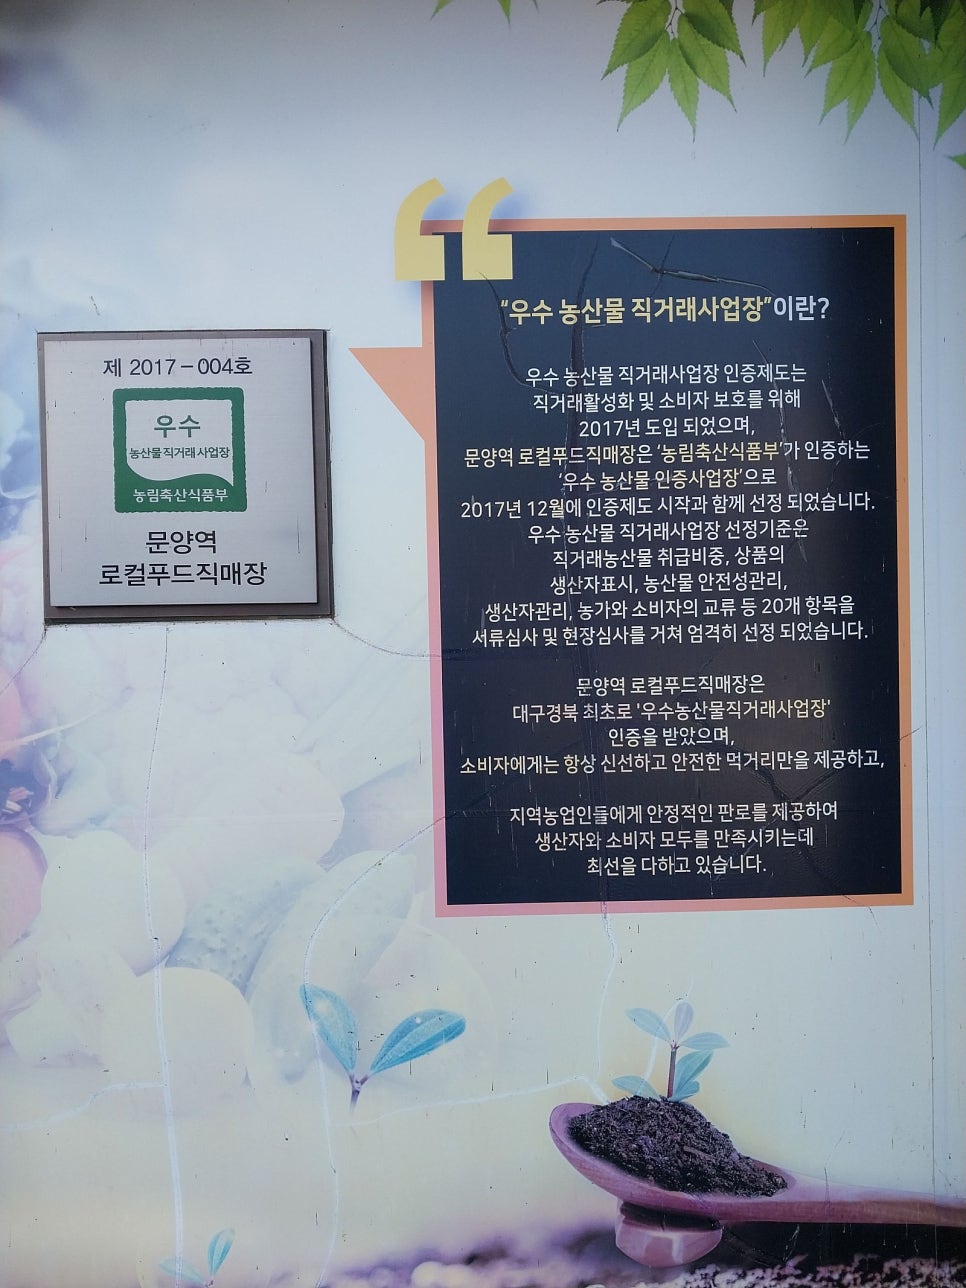 제 2017-004호
우수
농산물 직거래 사업장
농림축산식품부
문양역
로컬푸드직매장
“우수 농산물 직거래사업장”이란?
우수 농산물 직거래사업장 인증제도는
직거래활성화 및 소비자 보호를 위해
2017년 도입 되었으며,
문양역 로컬푸드직매장은 ‘농림축산식품부’가 인증하는
‘우수 농산물 인증사업장’으로
2017년 12월에 인증제도 시작과 함께 선정 되었습니다.
우수 농산물 직거래사업장 선정기준은
직거래농산물 취급비중, 상품의
생산자표시, 농산물 안전성관리,
생산자관리, 농가와 소비자의 교류 등 20개 항목을
서류심사 및 현장심사를 거쳐 엄격히 선정 되었습니다.
문양역 로컬푸드직매장은
대구경북 최초로 '우수농산물직거래사업장'
인증을 받았으며,
소비자에게는 항상 신선하고 안전한 먹거리만을 제공하고,
지역농업인들에게 안정적인 판로를 제공하여
생산자와 소비자 모두를 만족시키는데
최선을 다하고 있습니다.